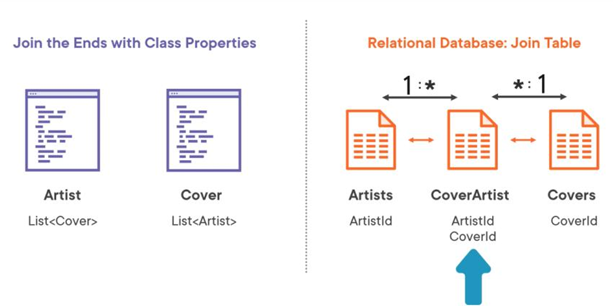 Join the Ends with Class Properties
Artist
List<Cover>
Cover
List<Artist>
Relational Database: Join Table
1:*
*:1
Artists
ArtistId
CoverArtist
ArtistId
CoverId
Covers
CoverId